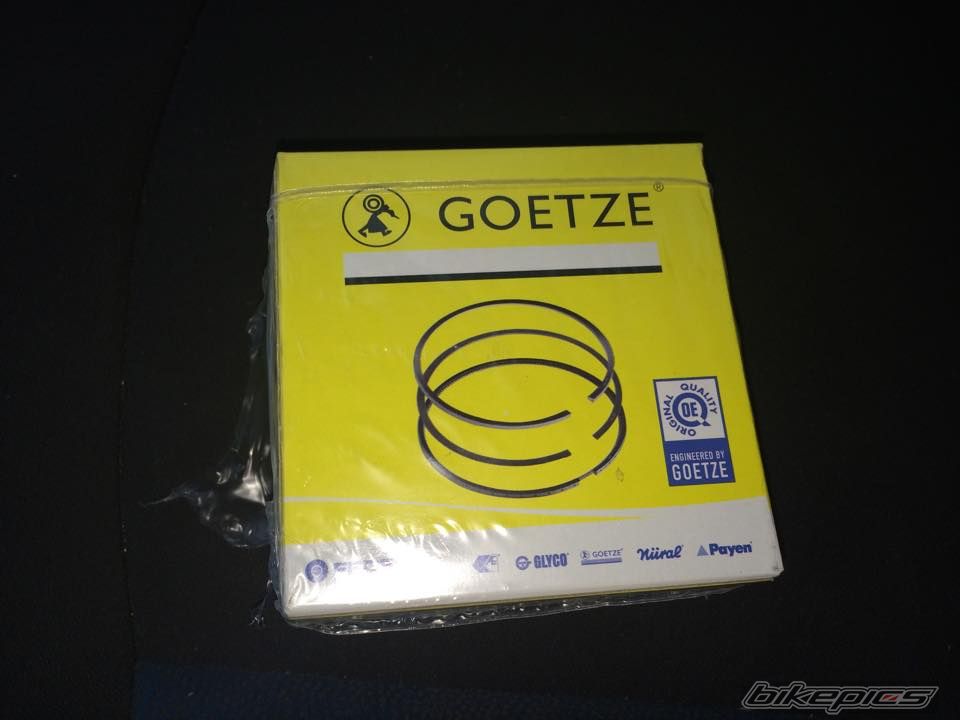 GOETZE®
ORIGINAL QUALITY
OE
ENGINEERED BY
GOETZE
GLYCO®
GOETZE®
Nüral®
Payen®
bikepics